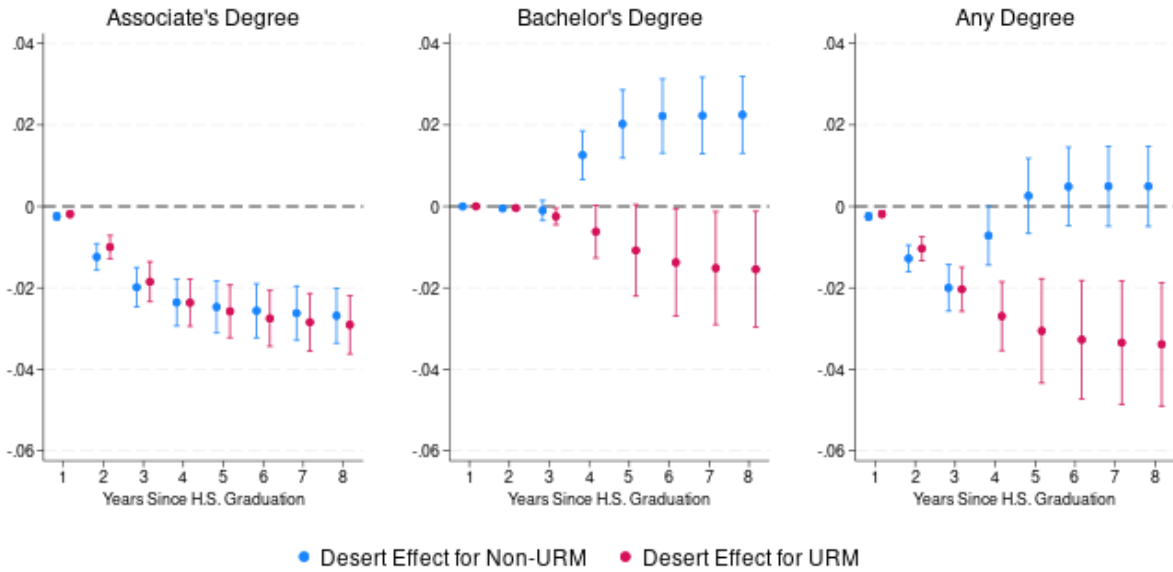 Associate's Degree
.04
.02
0
-.02
-.04
-.06
1 2 3 4 5 6 7 8
Years Since H.S. Graduation
Bachelor's Degree
.04
.02
0
-.02
-.04
-.06
1 2 3 4 5 6 7 8
Years Since H.S. Graduation
Any Degree
.04
.02
0
-.02
-.04
-.06
1 2 3 4 5 6 7 8
Years Since H.S. Graduation
Desert Effect for Non-URM
Desert Effect for URM